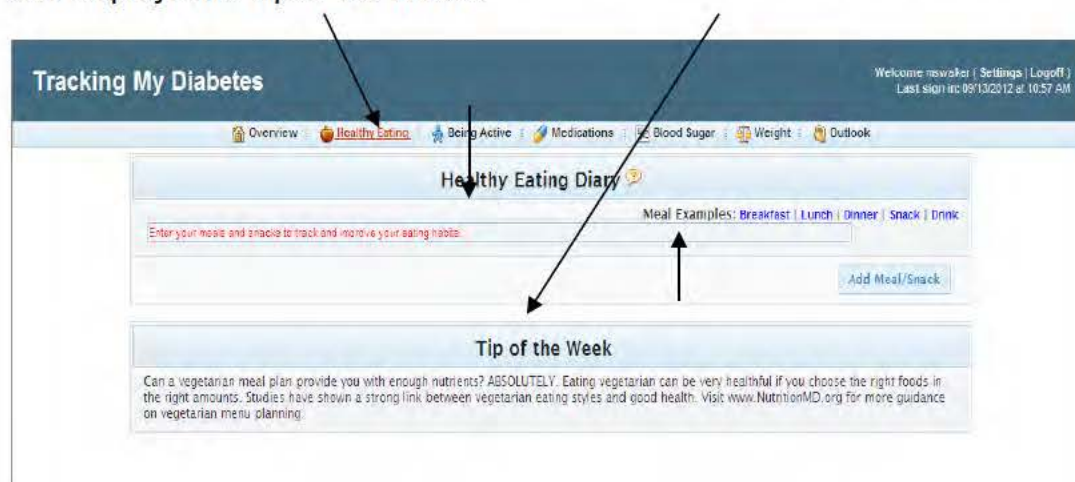 Tracking My Diabetes
Welcome nswaker ( Settings | Logoff )
Last sign in: 09/13/2012 at 10:57 AM
Overview Healthy Eating Being Active Medications Blood Sugar Weight Outlook
Healthy Eating Diary
Meal Examples: Breakfast | Lunch | Dinner | Snack | Drink
Enter your meals and snacks to track and improve your eating habits.
Add Meal/Snack
Tip of the Week
Can a vegetarian meal plan provide you with enough nutrients? ABSOLUTELY. Eating vegetarian can be very healthful if you choose the right foods in
the right amounts. Studies have shown a strong link between vegetarian eating styles and good health. Visit www.NutritionMD.org for more guidance
on vegetarian menu planning.